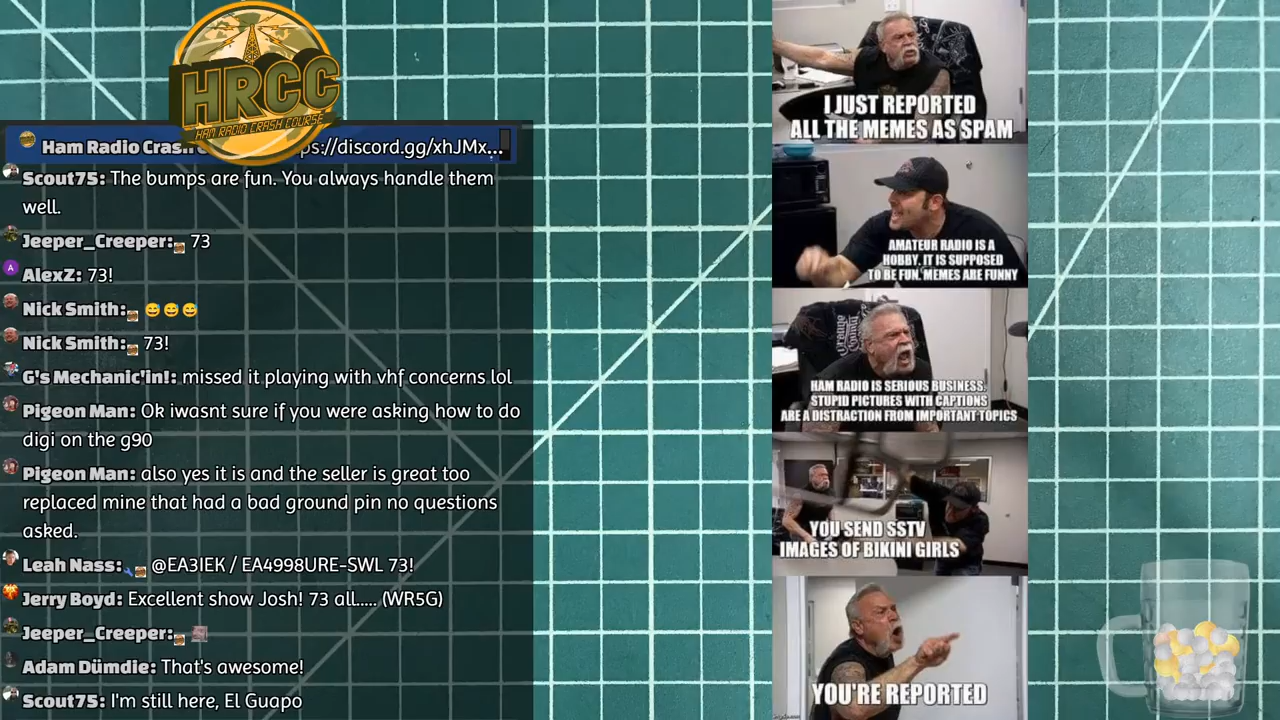 HRCC
HAM RADIO CRASH COURSE
Ham Radio Cras
ps://discord.gg/xhJMx...
Scout75: The bumps are fun. You always handle them
well.
Jeeper_Creeper: 73
A
AlexZ: 73!
Nick Smith: 😅😅😅
Nick Smith: 73!
G's Mechanic'in!: missed it playing with vhf concerns lol
Pigeon Man: Ok iwasnt sure if you were asking how to do
digi on the g90
Pigeon Man: also yes it is and the seller is great too
replaced mine that had a bad ground pin no questions
asked.
Leah Nass: @EA3IEK / EA4998URE-SWL 73!
Jerry Boyd: Excellent show Josh! 73 all..... (WR5G)
Jeeper_Creeper:
Adam Dümdie: That's awesome!
Scout75: I'm still here, El Guapo
I JUST REPORTED
ALL THE MEMES AS SPAM
AMATEUR RADIO IS A
HOBBY. IT IS SUPPOSED
TO BE FUN. MEMES ARE FUNNY
Orange
County
HAM RADIO IS SERIOUS BUSINESS.
STUPID PICTURES WITH CAPTIONS
ARE A DISTRACTION FROM IMPORTANT TOPICS
YOU SEND SSTV
IMAGES OF BIKINI GIRLS
YOU'RE REPORTED